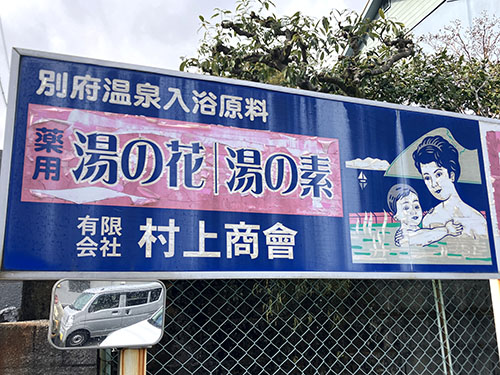 別府温泉入浴原料
薬用 湯の花|湯の素
有限会社 村上商會